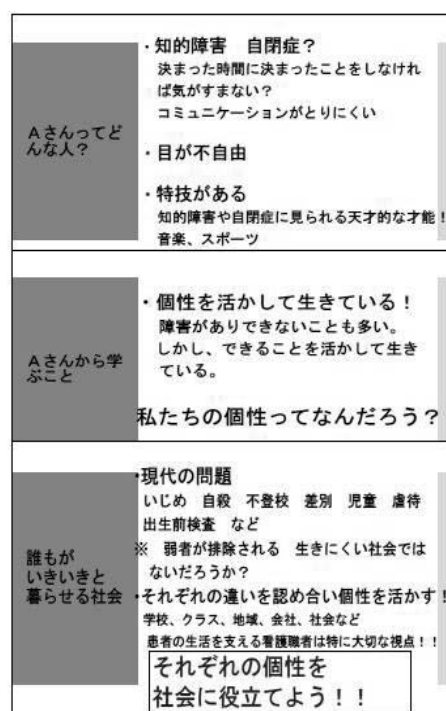 Aさんってど
んな人？
・知的障害　自閉症？
決まった時間に決まったことをしなけれ
ば気がすまない？
コミュニケーションがとりにくい
・目が不自由
・特技がある
知的障害や自閉症に見られる天才的な才能！
音楽、スポーツ
Aさんから学
ぶこと
・個性を活かして生きている！
障害がありできないことも多い。
しかし、できることを活かして生き
ている。
私たちの個性ってなんだろう？
誰もが
いきいきと
暮らせる社会
・現代の問題
いじめ　自殺　不登校　差別　児童　虐待
出生前検査　など
※　弱者が排除される　生きにくい社会では
ないだろうか？
・それぞれの違いを認め合い個性を活かす！
学校、クラス、地域、会社、社会など
患者の生活を支える看護職者は特に大切な視点！！
それぞれの個性を
社会に役立てよう！！